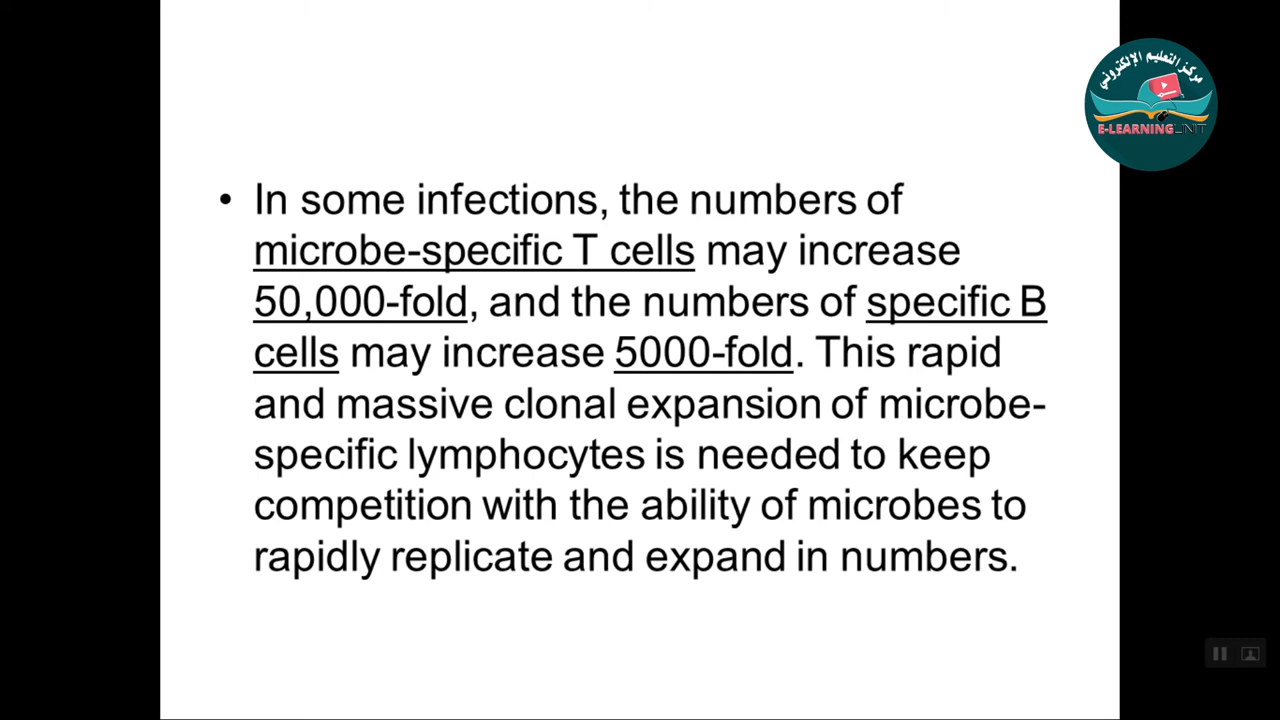 مركز التعليم الإلكتروني
E-LEARNING UNIT
• In some infections, the numbers of
microbe-specific T cells may increase
50,000-fold, and the numbers of specific B
cells may increase 5000-fold. This rapid
and massive clonal expansion of microbe-
specific lymphocytes is needed to keep
competition with the ability of microbes to
rapidly replicate and expand in numbers.